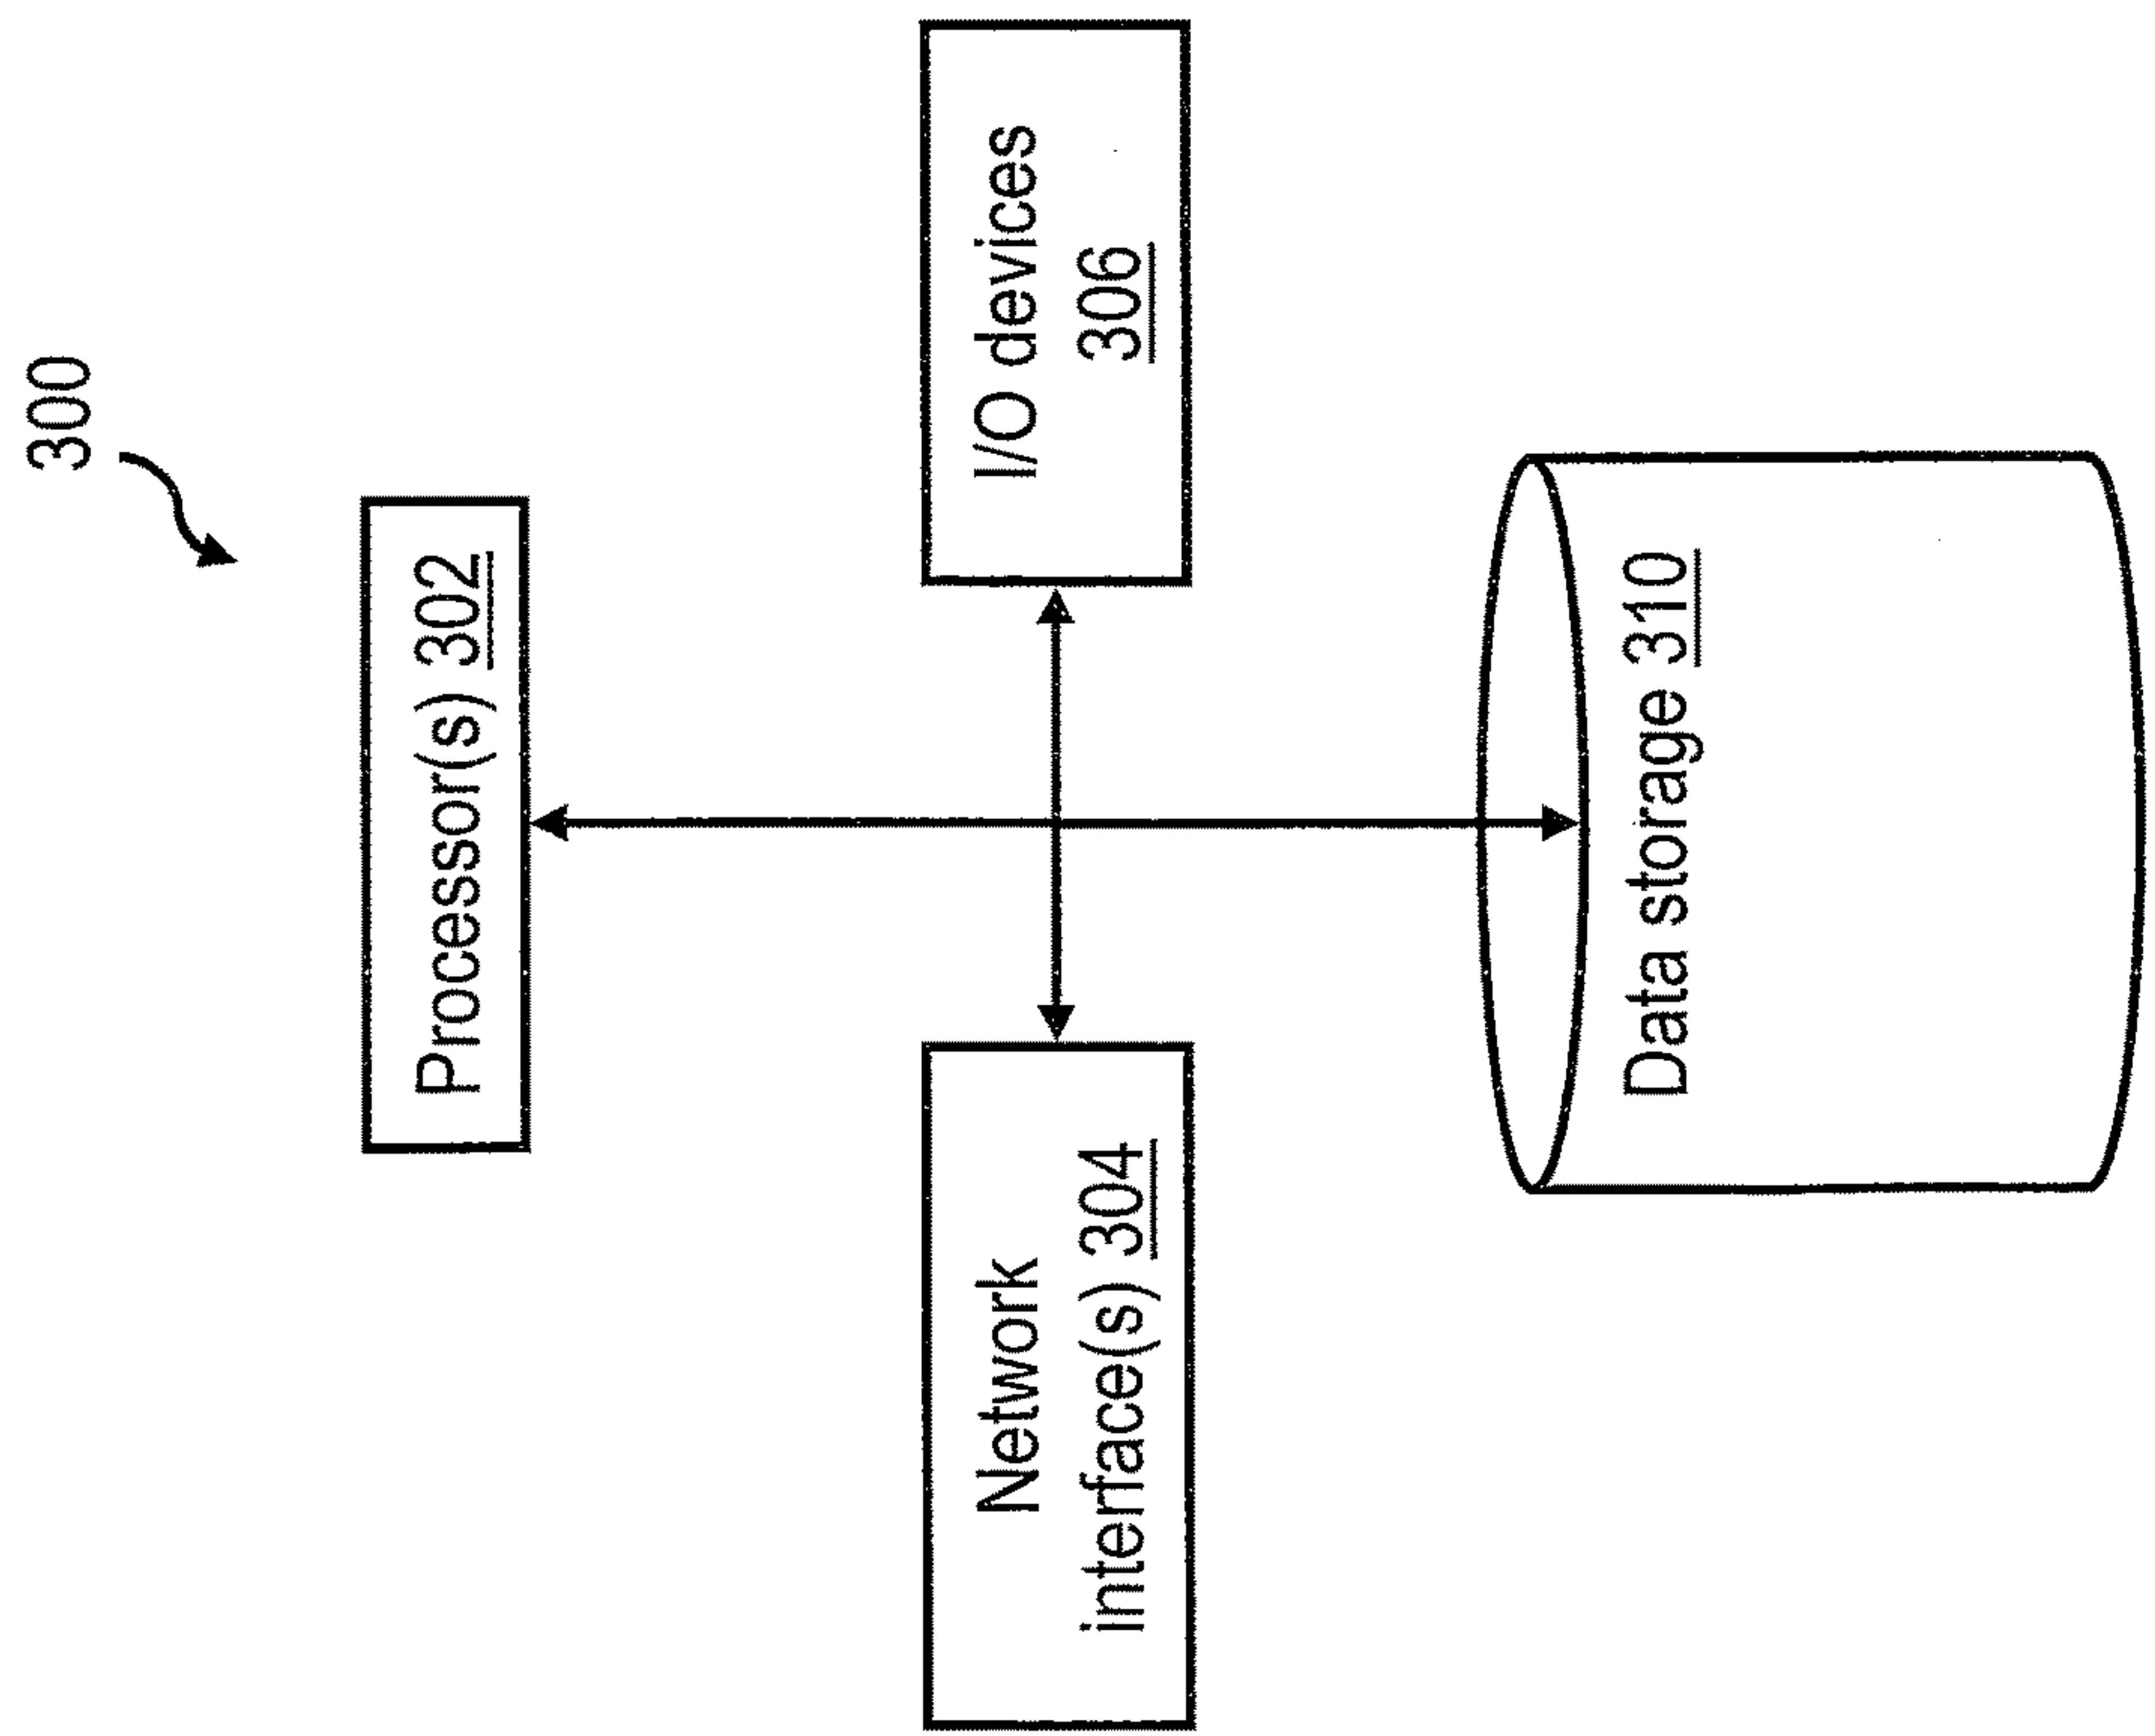 300
Processor(s) 302
Network
interface(s) 304
I/O devices
306
Data storage 310